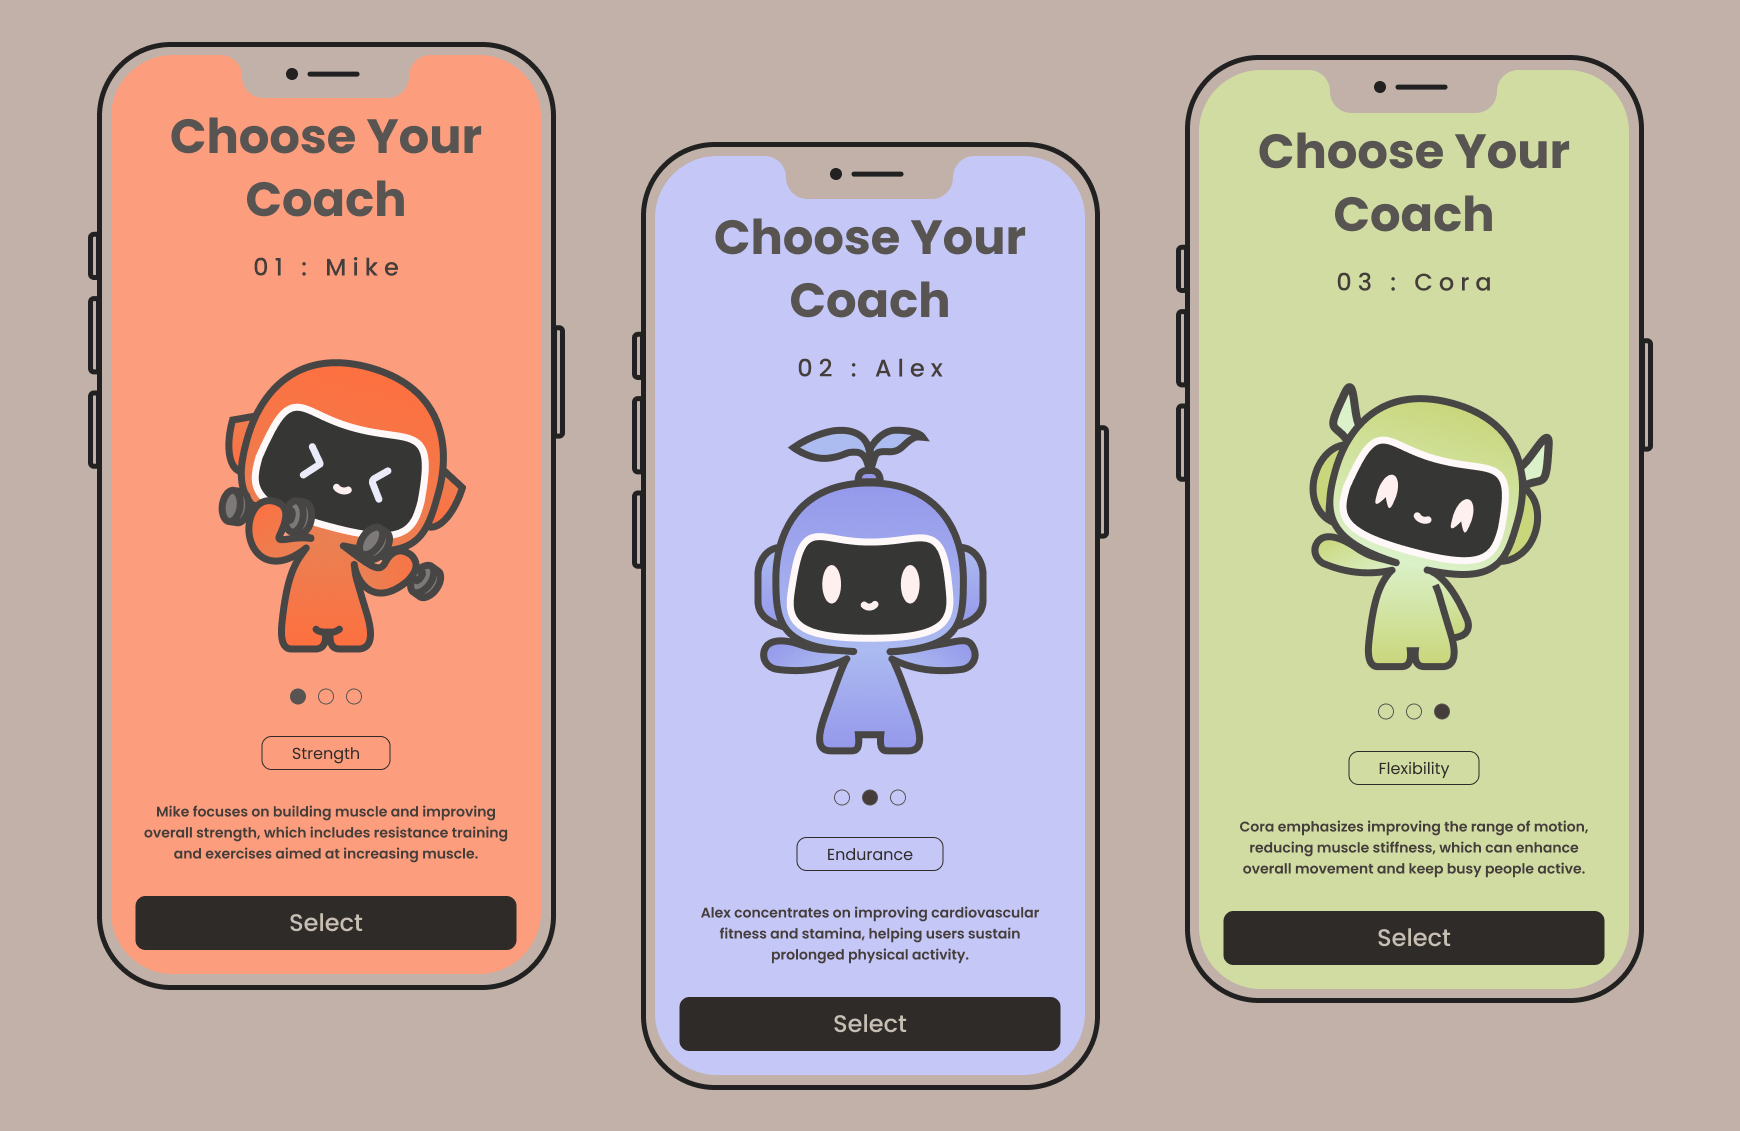 Choose Your
Coach
01 : Mike
Strength
Mike focuses on building muscle and improving
overall strength, which includes resistance training
and exercises aimed at increasing muscle.
Select
Choose Your
Coach
02 : Alex
Endurance
Alex concentrates on improving cardiovascular
fitness and stamina, helping users sustain
prolonged physical activity.
Select
Choose Your
Coach
03 : Cora
Flexibility
Cora emphasizes improving the range of motion,
reducing muscle stiffness, which can enhance
overall movement and keep busy people active.
Select